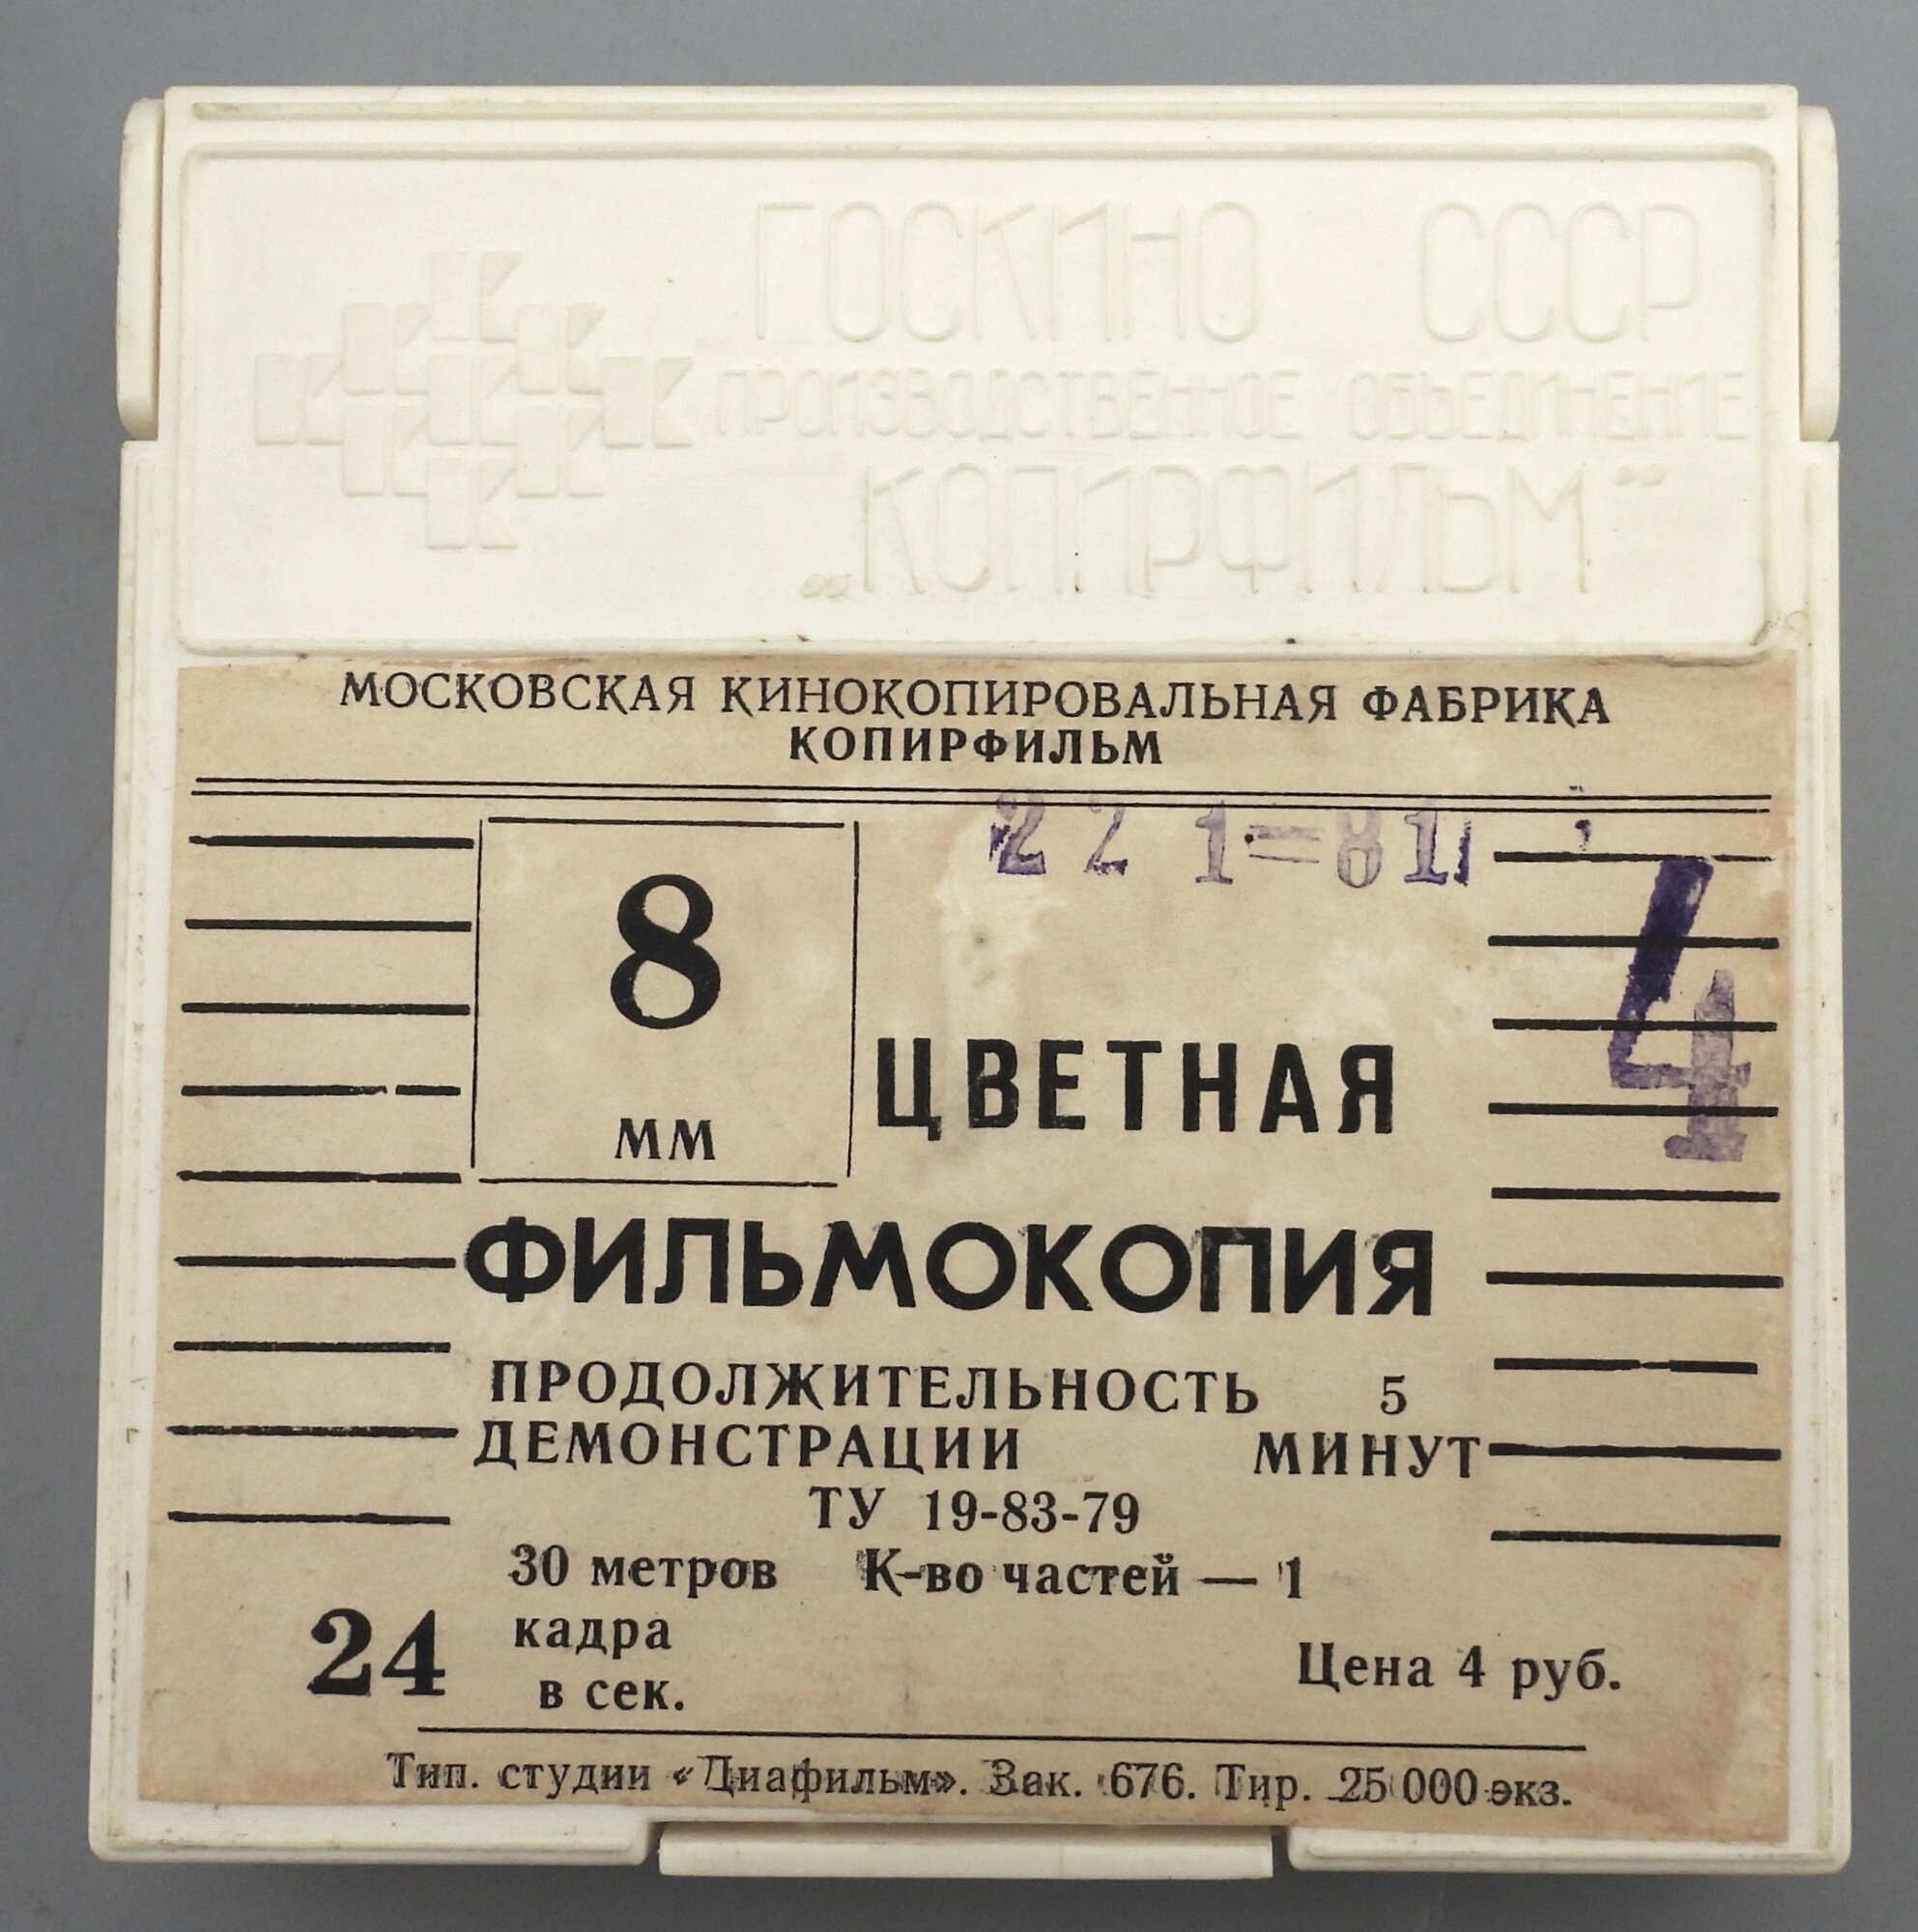 ГОСКИНО СССР
ПРОИЗВОДСТВЕННОЕ ОБЪЕДИНЕНИЕ
„КОПИРФИЛЬМ“
МОСКОВСКАЯ КИНОКОПИРОВАЛЬНАЯ ФАБРИКА
КОПИРФИЛЬМ
22 1=81
8
мм
ЦВЕТНАЯ
4
ФИЛЬМОКОПИЯ
ПРОДОЛЖИТЕЛЬНОСТЬ 5
ДЕМОНСТРАЦИИ МИНУТ
ТУ 19-83-79
30 метров К-во частей — 1
24 кадра
в сек.
Цена 4 руб.
Тип. студии «Диафильм». Зак. 676. Тир. 25 000 экз.